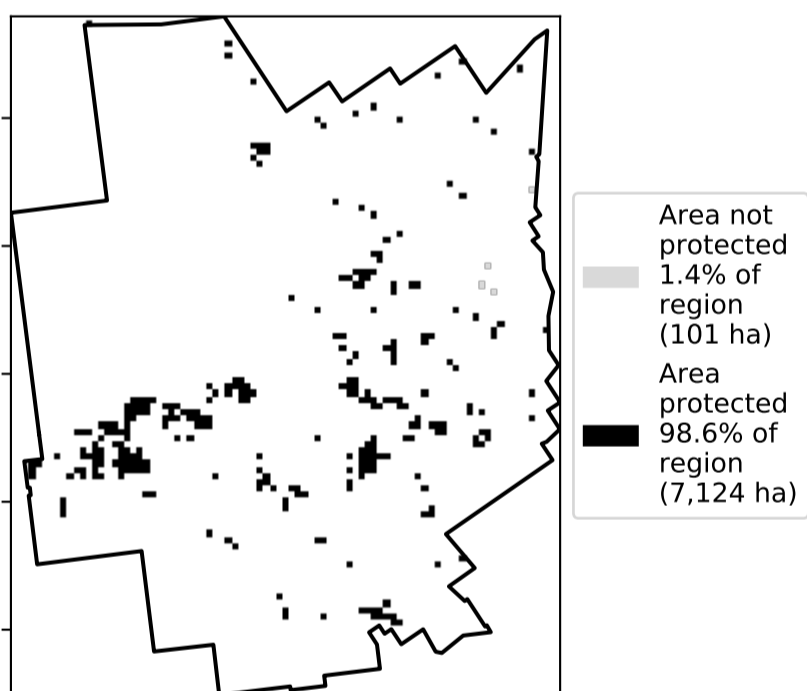 Area not
protected
1.4% of
region
(101 ha)
Area
protected
98.6% of
region
(7,124 ha)